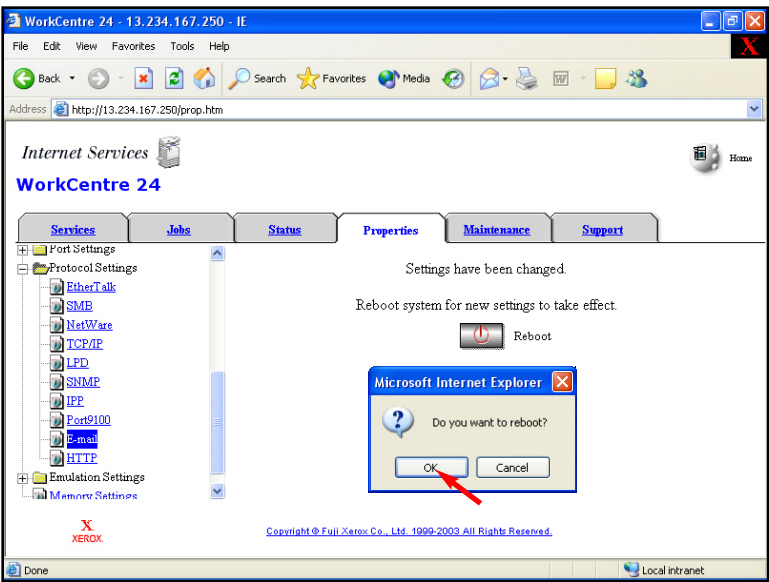 WorkCentre 24 - 13.234.167.250 - IE
File Edit View Favorites Tools Help
X
Back Search Favorites Media
Address http://13.234.167.250/prop.htm
Internet Services
Home
WorkCentre 24
Services Jobs Status Properties Maintenance Support
Port Settings
Protocol Settings
EtherTalk
SMB
NetWare
TCP/IP
LPD
SNMP
IPP
Port9100
E-mail
HTTP
Emulation Settings
Memory Settings
Settings have been changed.
Reboot system for new settings to take effect.
Reboot
Microsoft Internet Explorer
Do you want to reboot?
OK Cancel
X
XEROX
Copyright © Fuji Xerox Co., Ltd. 1999-2003 All Rights Reserved.
Done Local intranet